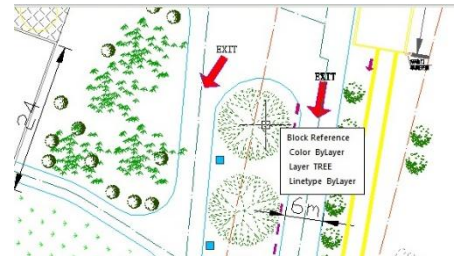 EXIT
EXIT
24
Block Reference
Color ByLayer
Layer TREE
Linetype ByLayer
6m